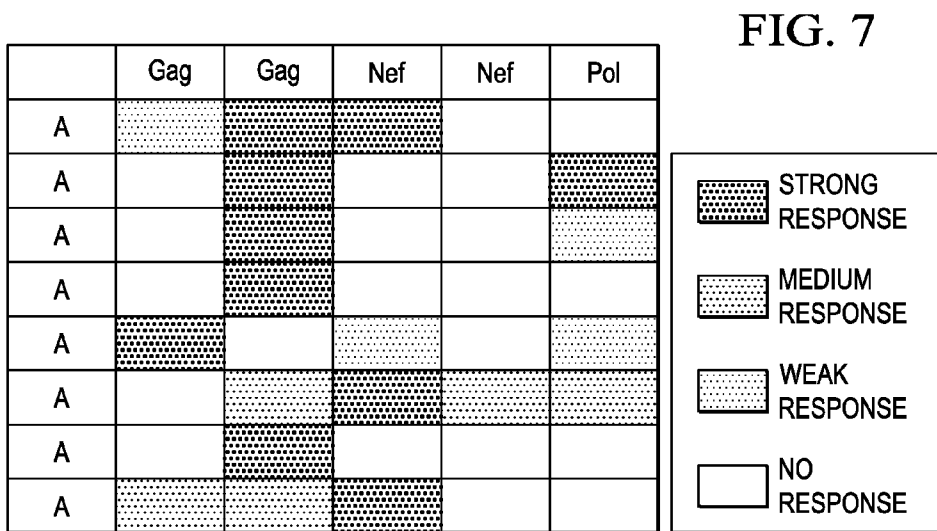 FIG. 7
Gag Gag Nef Nef Pol
A
A
A
A
A
A
A
A
STRONG
RESPONSE
MEDIUM
RESPONSE
WEAK
RESPONSE
NO
RESPONSE